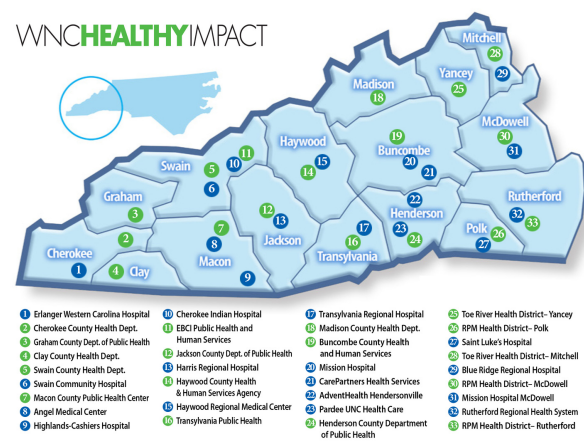 WNCHEALTHYIMPACT
Mitchell
28
Yancey
29
25
Madison
18
McDowell
30
31
19
Buncombe
20
21
Haywood
15
14
11
10
Swain
5
6
Graham
3
Rutherford
32
33
22
Henderson
23
24
Polk
26
27
12
13
Jackson
17
16
Transylvania
7
8
Macon
9
2
Cherokee
1
4
Clay
1 Erlanger Western Carolina Hospital
2 Cherokee County Health Dept.
3 Graham County Dept. of Public Health
4 Clay County Health Dept.
5 Swain County Health Dept.
6 Swain Community Hospital
7 Macon County Public Health Center
8 Angel Medical Center
9 Highlands-Cashiers Hospital
10 Cherokee Indian Hospital
11 EBCI Public Health and
Human Services
12 Jackson County Dept. of Public Health
13 Harris Regional Hospital
14 Haywood County Health
& Human Services Agency
15 Haywood Regional Medical Center
16 Transylvania Public Health
17 Transylvania Regional Hospital
18 Madison County Health Dept.
19 Buncombe County Health
and Human Services
20 Mission Hospital
21 CarePartners Health Services
22 AdventHealth Hendersonville
23 Pardee UNC Health Care
24 Henderson County Department
of Public Health
25 Toe River Health District– Yancey
26 RPM Health District– Polk
27 Saint Luke's Hospital
28 Toe River Health District– Mitchell
29 Blue Ridge Regional Hospital
30 RPM Health District– McDowell
31 Mission Hospital McDowell
32 Rutherford Regional Health System
33 RPM Health District– Rutherford